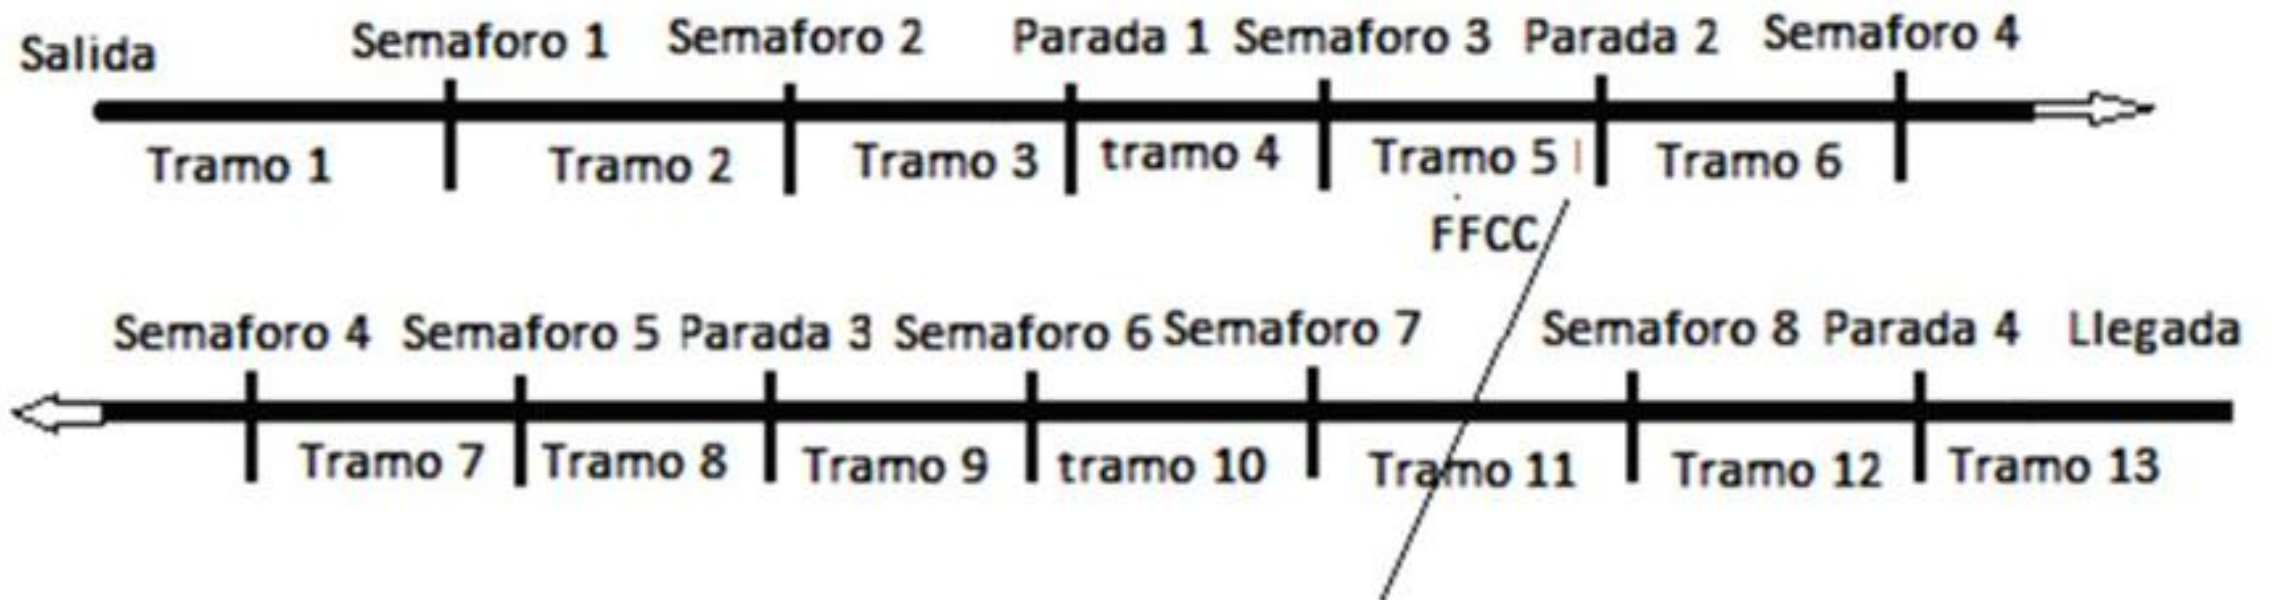 Salida Semaforo 1 Semaforo 2 Parada 1 Semaforo 3 Parada 2 Semaforo 4
Tramo 1 Tramo 2 Tramo 3 tramo 4 Tramo 5 Tramo 6
FFCC
Semaforo 4 Semaforo 5 Parada 3 Semaforo 6 Semaforo 7 Semaforo 8 Parada 4 Llegada
Tramo 7 Tramo 8 Tramo 9 tramo 10 Tramo 11 Tramo 12 Tramo 13